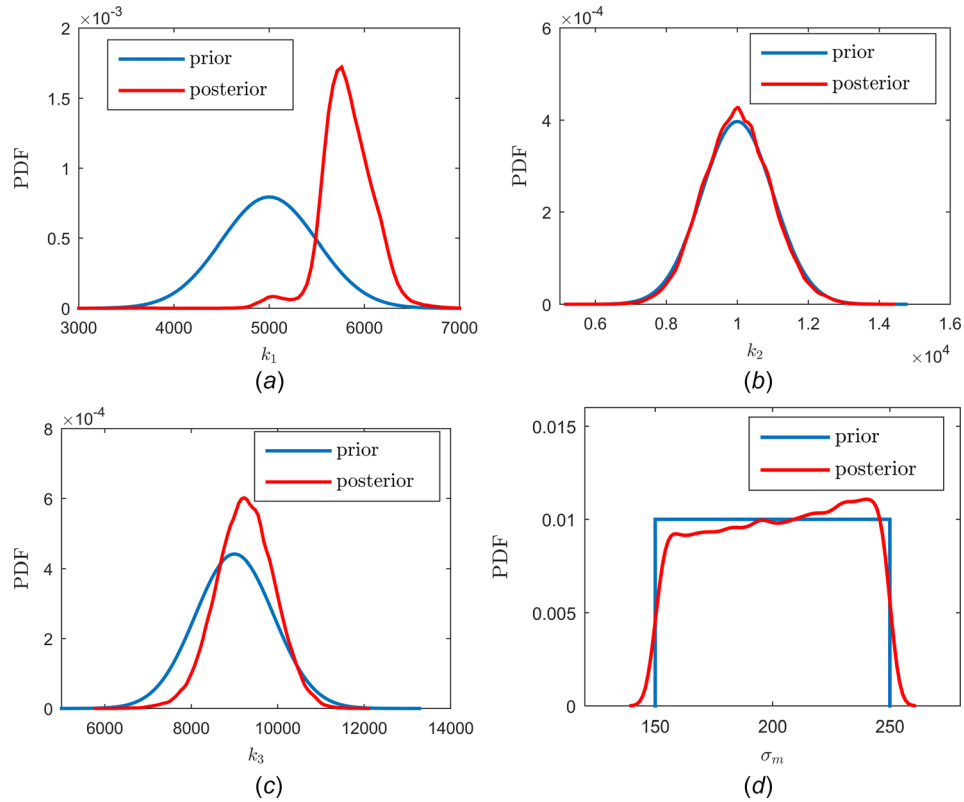 ×10⁻³
2
1.5
1
0.5
0
PDF
prior
posterior
3000 4000 5000 6000 7000
k₁
(a)
×10⁻⁴
6
4
2
0
PDF
prior
posterior
0.6 0.8 1 1.2 1.4 1.6
k₂
×10⁴
(b)
×10⁻⁴
8
6
4
2
0
PDF
prior
posterior
6000 8000 10000 12000 14000
k₃
(c)
0.015
0.01
0.005
0
PDF
prior
posterior
150 200 250
σₘ
(d)